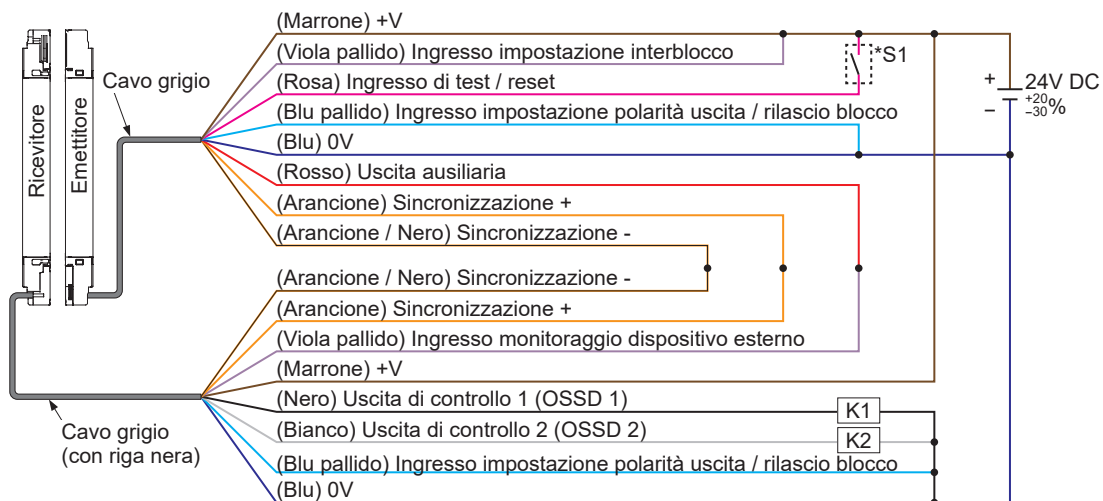 (Marrone) +V
(Viola pallido) Ingresso impostazione interblocco
*S1
Cavo grigio
(Rosa) Ingresso di test / reset
+
24V DC
+20
–30 %
–
(Blu pallido) Ingresso impostazione polarità uscita / rilascio blocco
(Blu) 0V
Ricevitore
Emettitore
(Rosso) Uscita ausiliaria
(Arancione) Sincronizzazione +
(Arancione / Nero) Sincronizzazione -
(Arancione / Nero) Sincronizzazione -
(Arancione) Sincronizzazione +
(Viola pallido) Ingresso monitoraggio dispositivo esterno
(Marrone) +V
(Nero) Uscita di controllo 1 (OSSD 1)
K1
Cavo grigio
(con riga nera)
(Bianco) Uscita di controllo 2 (OSSD 2)
K2
(Blu pallido) Ingresso impostazione polarità uscita / rilascio blocco
(Blu) 0V